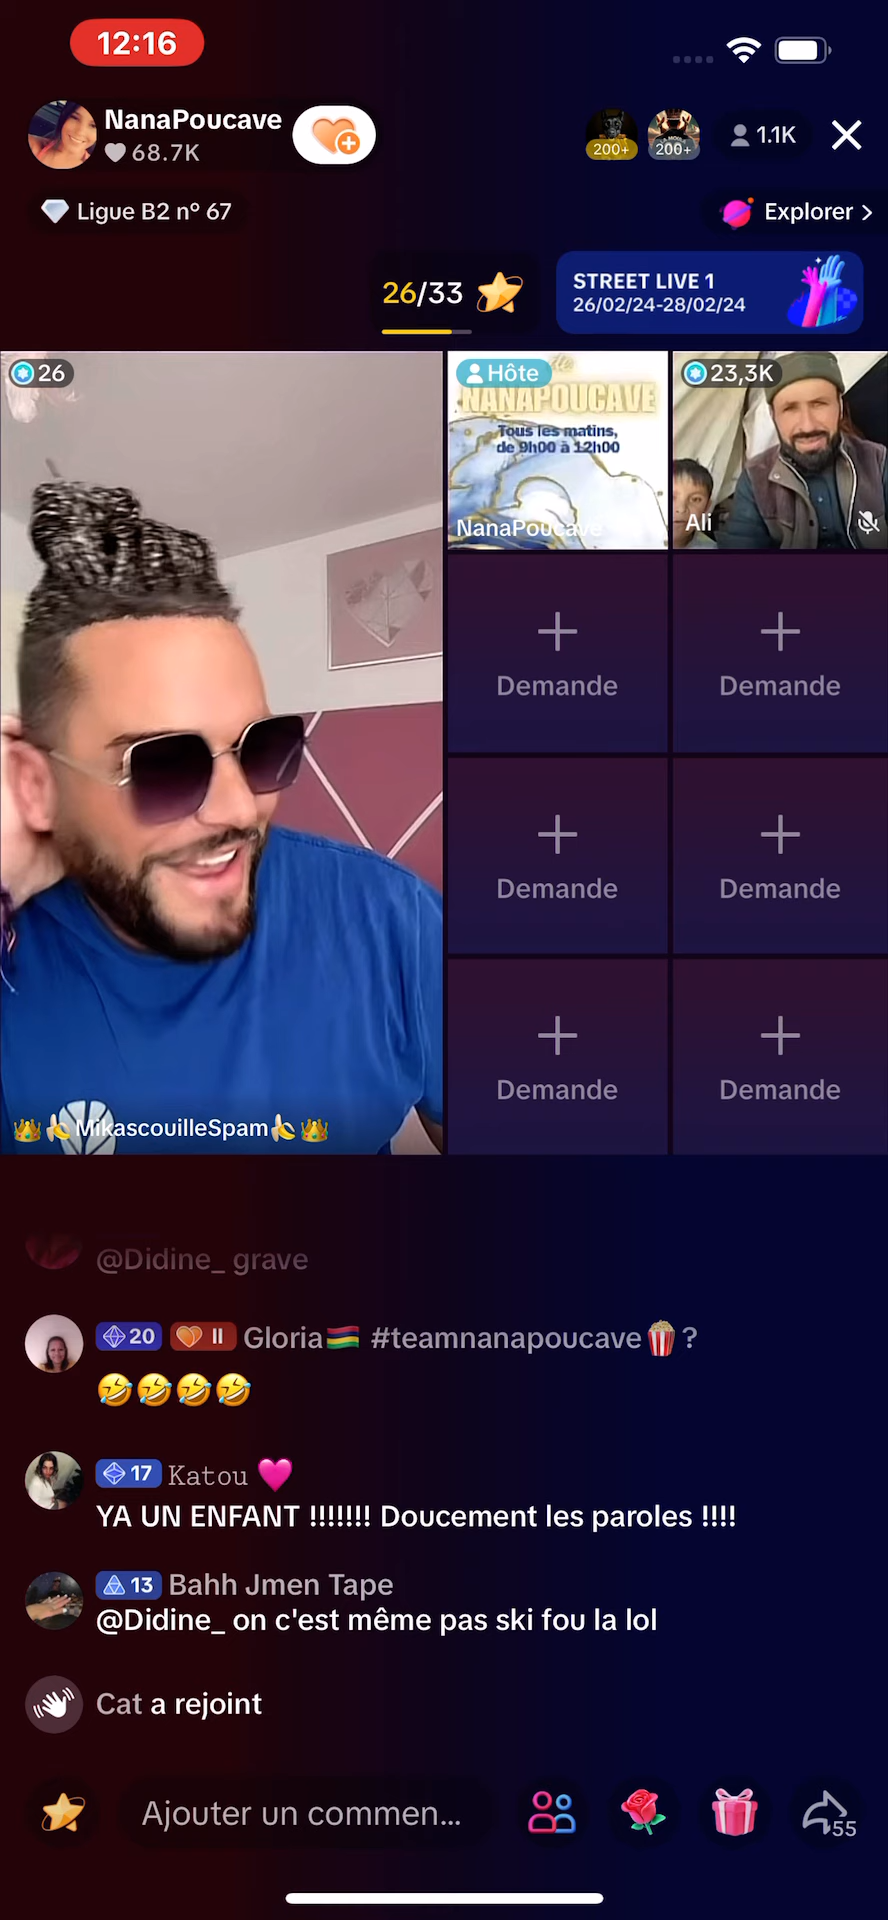 12:16
NanaPoucave
68.7K
200+
200+
1.1K
Ligue B2 nº 67
Explorer >
26/33
STREET LIVE 1
26/02/24-28/02/24
26
Hôte
23,3K
de
NANAPOUCAVE
Tous les matins,
de 9h00 à 12h00
NanaPoucave
Ali
Demande
Demande
Demande
Demande
Demande
Demande
👑🍌MikascouilleSpam🍌👑
@Didine_ grave
20 II Gloria🇲🇺 #teamnanapoucave🍿?
🤣🤣🤣🤣
17 Katou 🩷
YA UN ENFANT !!!!!!! Doucement les paroles !!!!
13 Bahh Jmen Tape
@Didine_ on c'est même pas ski fou la lol
Cat a rejoint
Ajouter un commen...
55